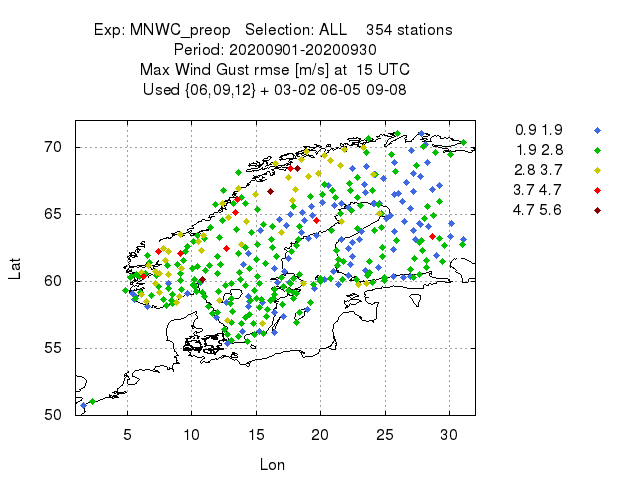 Exp: MNWC_preop   Selection: ALL    354 stations
Period: 20200901-20200930
Max Wind Gust rmse [m/s] at  15 UTC
Used {06,09,12} + 03-02 06-05 09-08
0.9 1.9
1.9 2.8
2.8 3.7
3.7 4.7
4.7 5.6
70
65
60
55
50
Lat
5 10 15 20 25 30
Lon